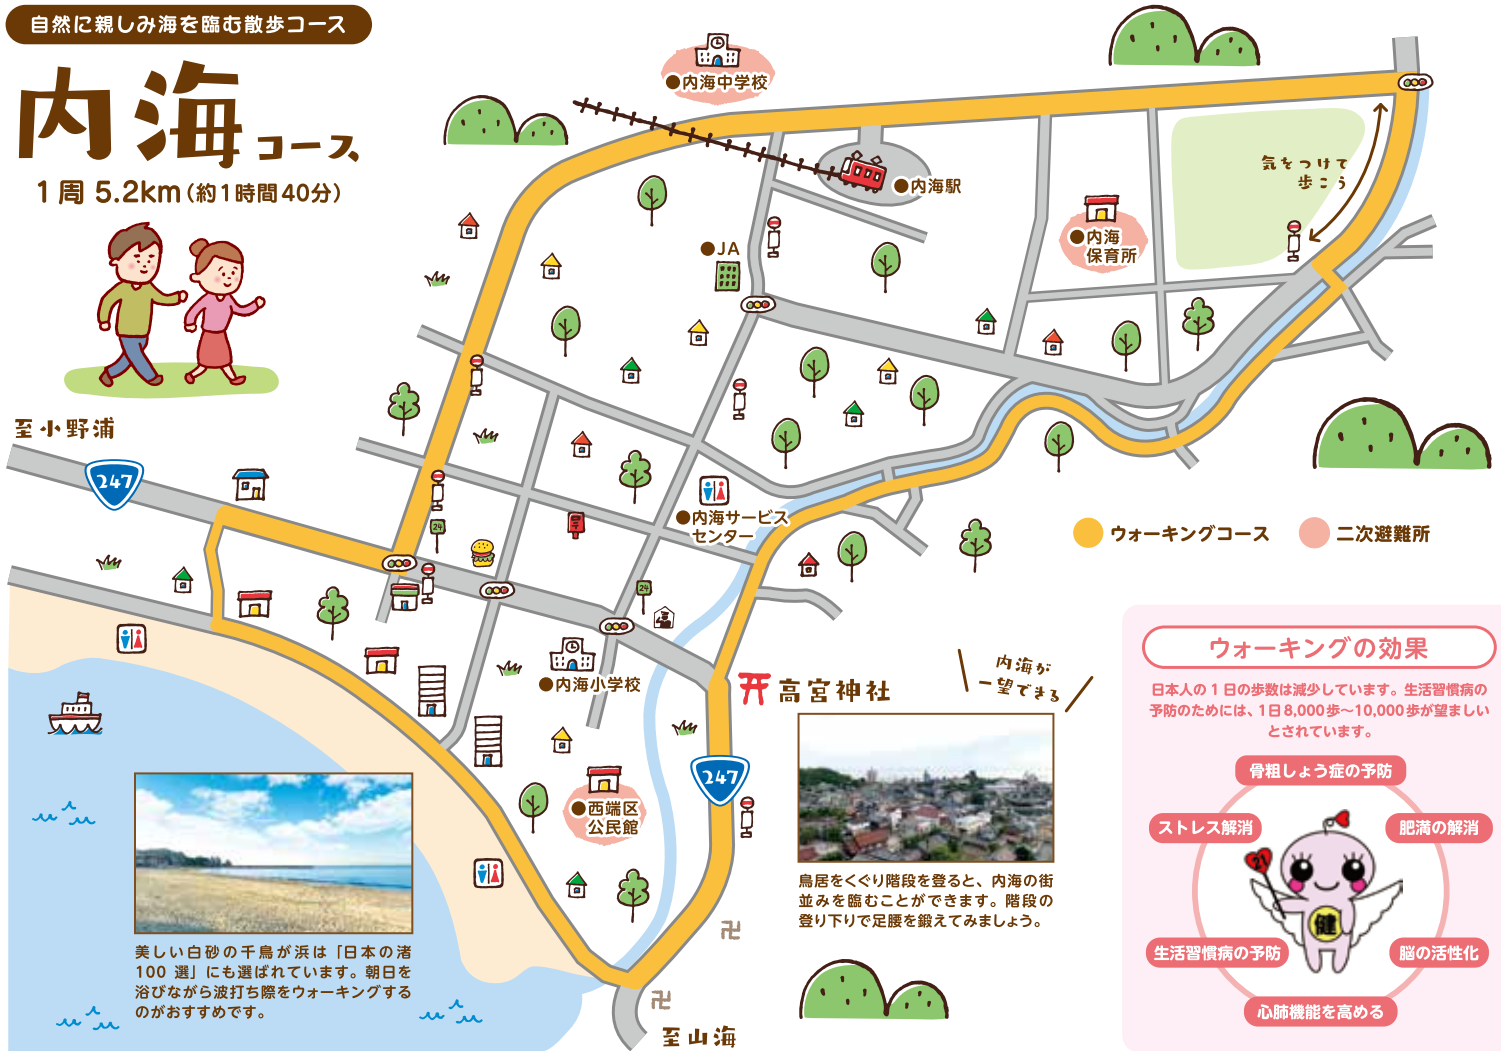 自然に親しみ海を臨む散歩コース
内海コース
1周 5.2km(約1時間40分)
●内海中学校
●内海駅
気をつけて
歩こう
●内海
保育所
●JA
至小野浦
247
●内海サービス
センター
24
24
ウォーキングコース
二次避難所
●内海小学校
高宮神社
内海が
一望できる
247
●西端区
公民館
鳥居をくぐり階段を登ると、内海の街
並みを臨むことができます。階段の
登り下りで足腰を鍛えてみましょう。
美しい白砂の千鳥が浜は「日本の渚
100 選」にも選ばれています。朝日を
浴びながら波打ち際をウォーキングする
のがおすすめです。
卍
卍
至山海
ウォーキングの効果
日本人の1日の歩数は減少しています。生活習慣病の
予防のためには、1日8,000歩〜10,000歩が望ましい
とされています。
骨粗しょう症の予防
ストレス解消
肥満の解消
21
健
生活習慣病の予防
脳の活性化
心肺機能を高める